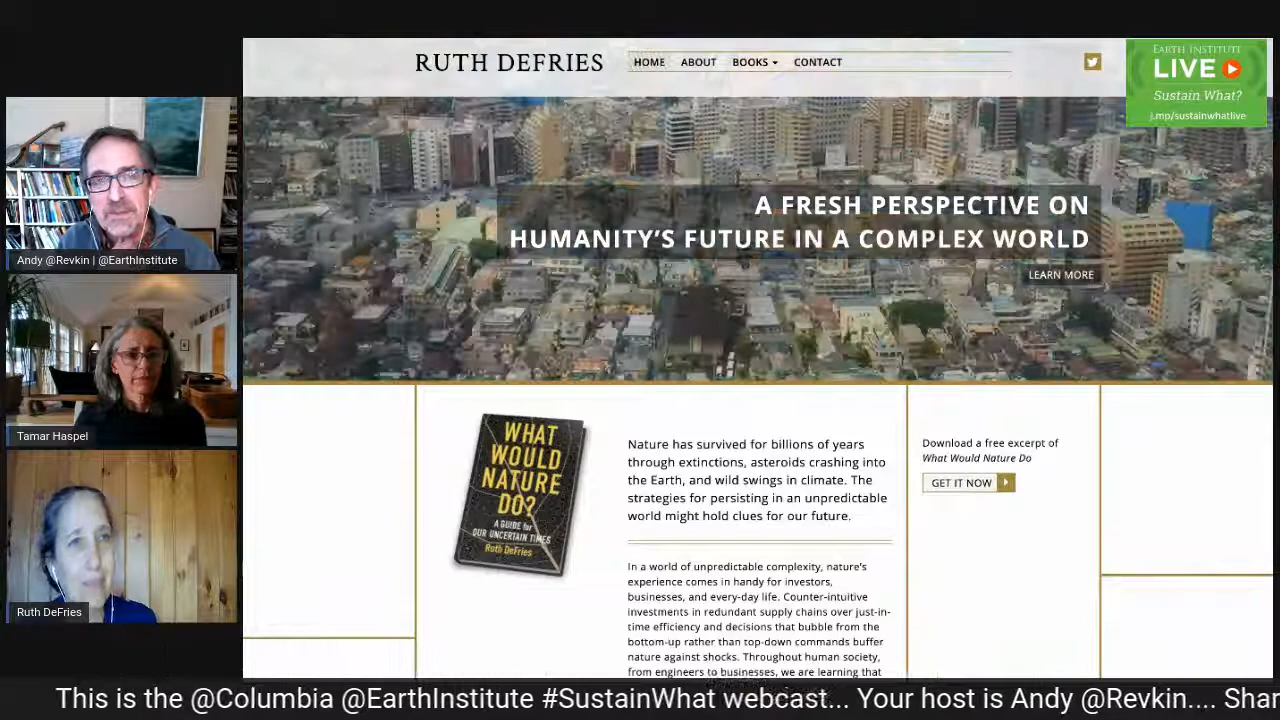 RUTH DEFRIES
HOME ABOUT BOOKS CONTACT
EARTH INSTITUTE
LIVE
Sustain What?
j.mp/sustainwhatlive
A FRESH PERSPECTIVE ON
HUMANITY'S FUTURE IN A COMPLEX WORLD
LEARN MORE
Andy @Revkin | @EarthInstitute
Tamar Haspel
Ruth DeFries
WHAT
WOULD
NATURE
DO?
A GUIDE for
OUR UNCERTAIN TIMES
Ruth DeFries
Nature has survived for billions of years
through extinctions, asteroids crashing into
the Earth, and wild swings in climate. The
strategies for persisting in an unpredictable
world might hold clues for our future.
In a world of unpredictable complexity, nature's
experience comes in handy for investors,
businesses, and every-day life. Counter-intuitive
investments in redundant supply chains over just-in-
time efficiency and decisions that bubble from the
bottom-up rather than top-down commands buffer
nature against shocks. Throughout human society,
from engineers to businesses, we are learning that
Download a free excerpt of
What Would Nature Do
GET IT NOW
This is the @Columbia @EarthInstitute #SustainWhat webcast... Your host is Andy @Revkin.... Shar